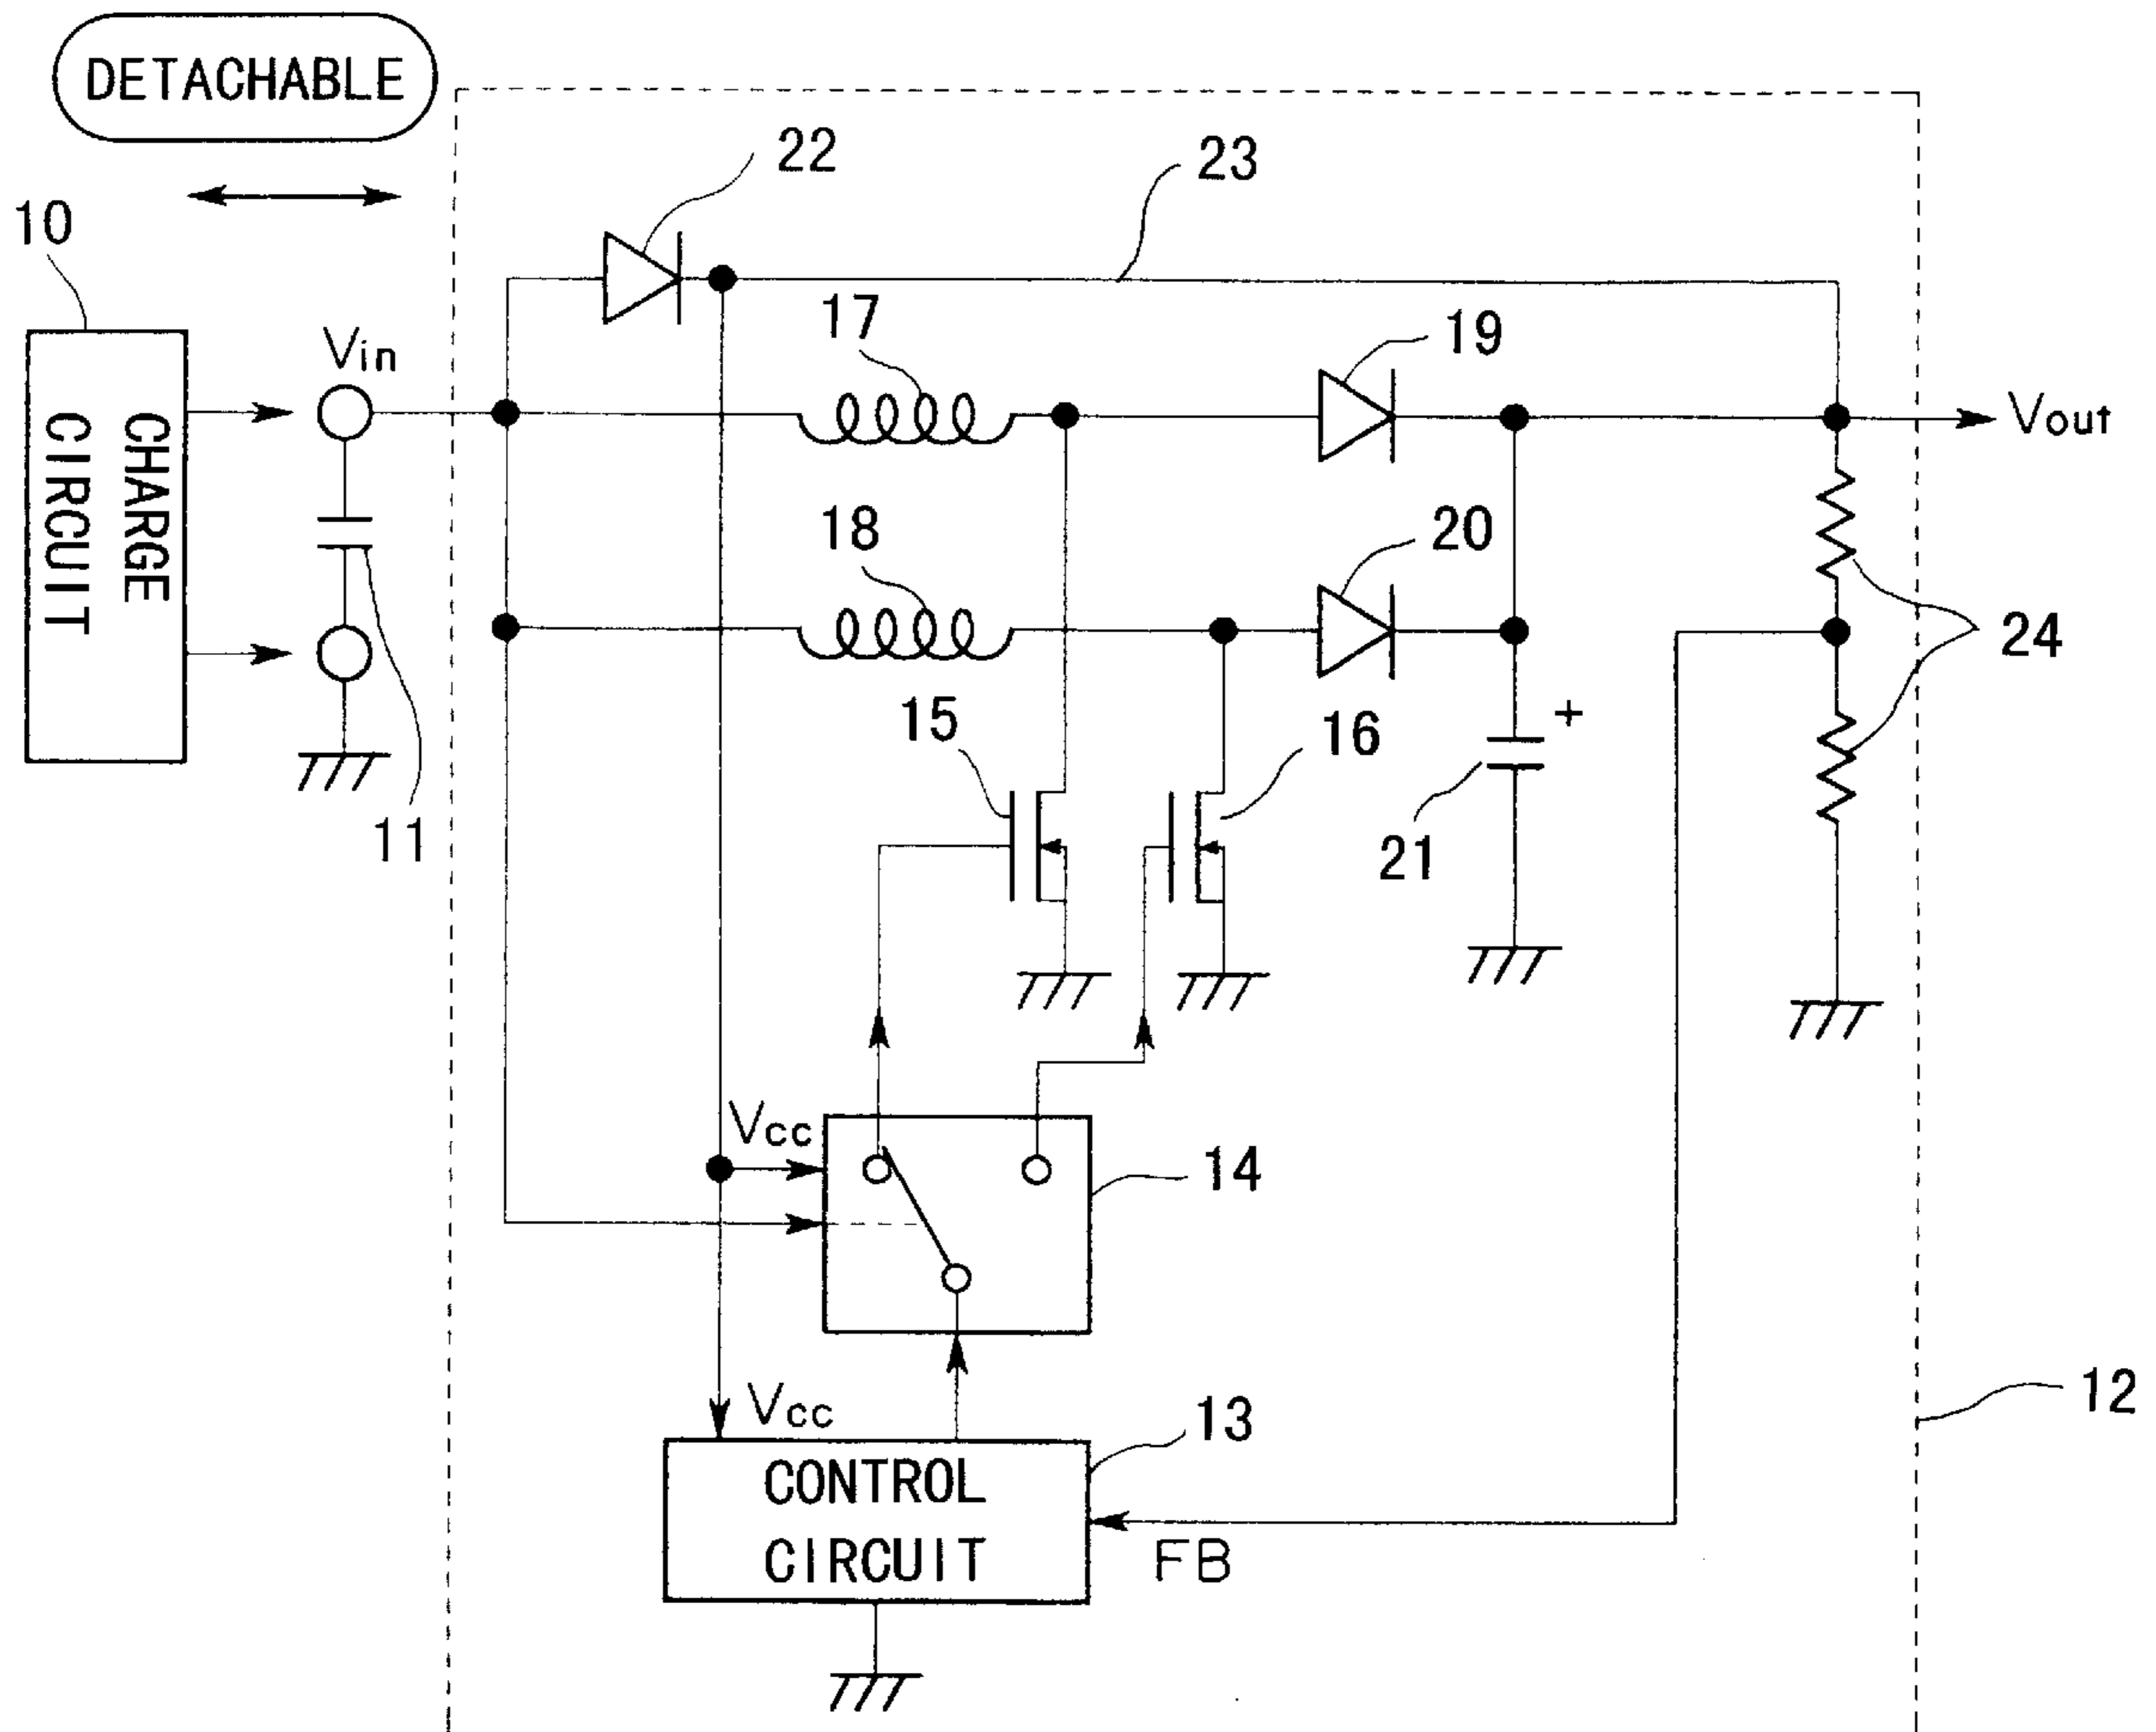 DETACHABLE
22
23
10
17
19
Vin
CHARGE
CIRCUIT
Vout
18
20
24
15
16
+
11
21
Vcc
14
Vcc
13
12
CONTROL
CIRCUIT
FB